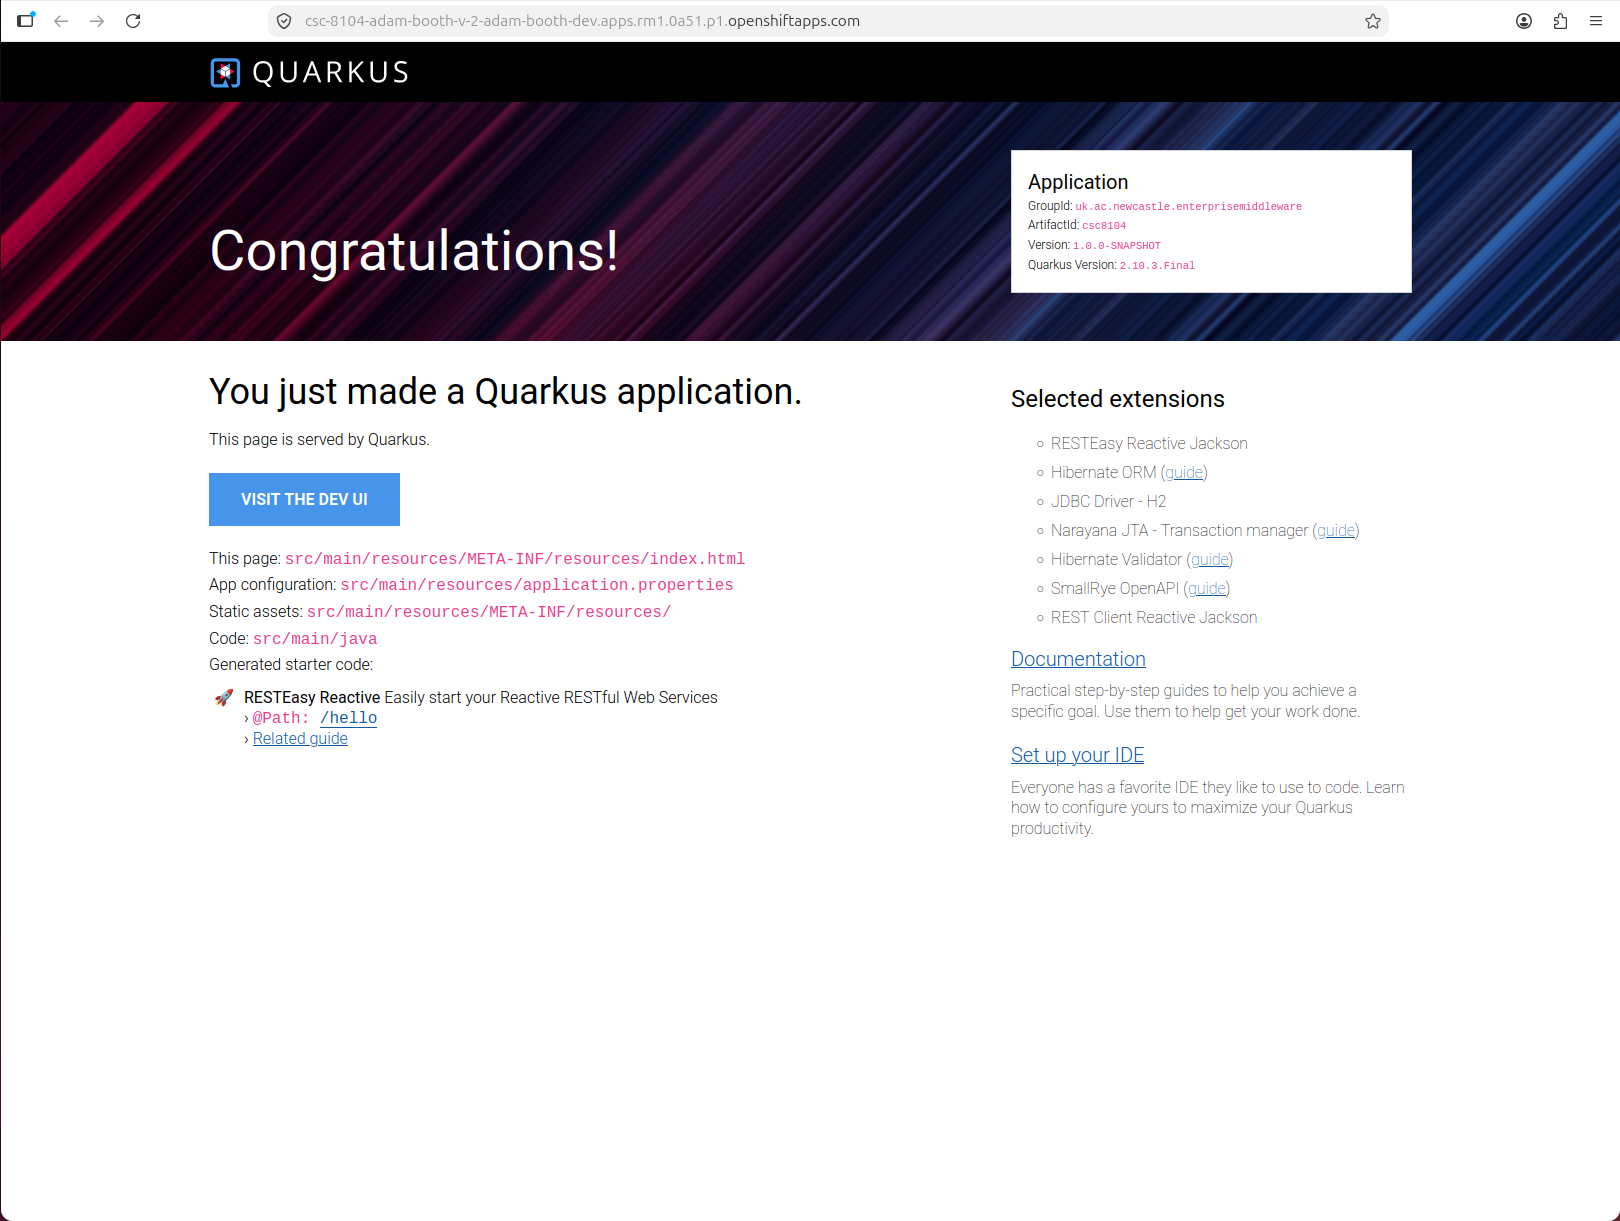 csc-8104-adam-booth-v-2-adam-booth-dev.apps.rm1.0a51.p1.openshiftapps.com
QUARKUS
Congratulations!
Application
GroupId: uk.ac.newcastle.enterprisemiddleware
ArtifactId: csc8104
Version: 1.0.0-SNAPSHOT
Quarkus Version: 2.10.3.Final
You just made a Quarkus application.
This page is served by Quarkus.
VISIT THE DEV UI
This page: src/main/resources/META-INF/resources/index.html
App configuration: src/main/resources/application.properties
Static assets: src/main/resources/META-INF/resources/
Code: src/main/java
Generated starter code:
🚀 RESTEasy Reactive Easily start your Reactive RESTful Web Services
› @Path: /hello
› Related guide
Selected extensions
◦ RESTEasy Reactive Jackson
◦ Hibernate ORM (guide)
◦ JDBC Driver - H2
◦ Narayana JTA - Transaction manager (guide)
◦ Hibernate Validator (guide)
◦ SmallRye OpenAPI (guide)
◦ REST Client Reactive Jackson
Documentation
Practical step-by-step guides to help you achieve a
specific goal. Use them to help get your work done.
Set up your IDE
Everyone has a favorite IDE they like to use to code. Learn
how to configure yours to maximize your Quarkus
productivity.